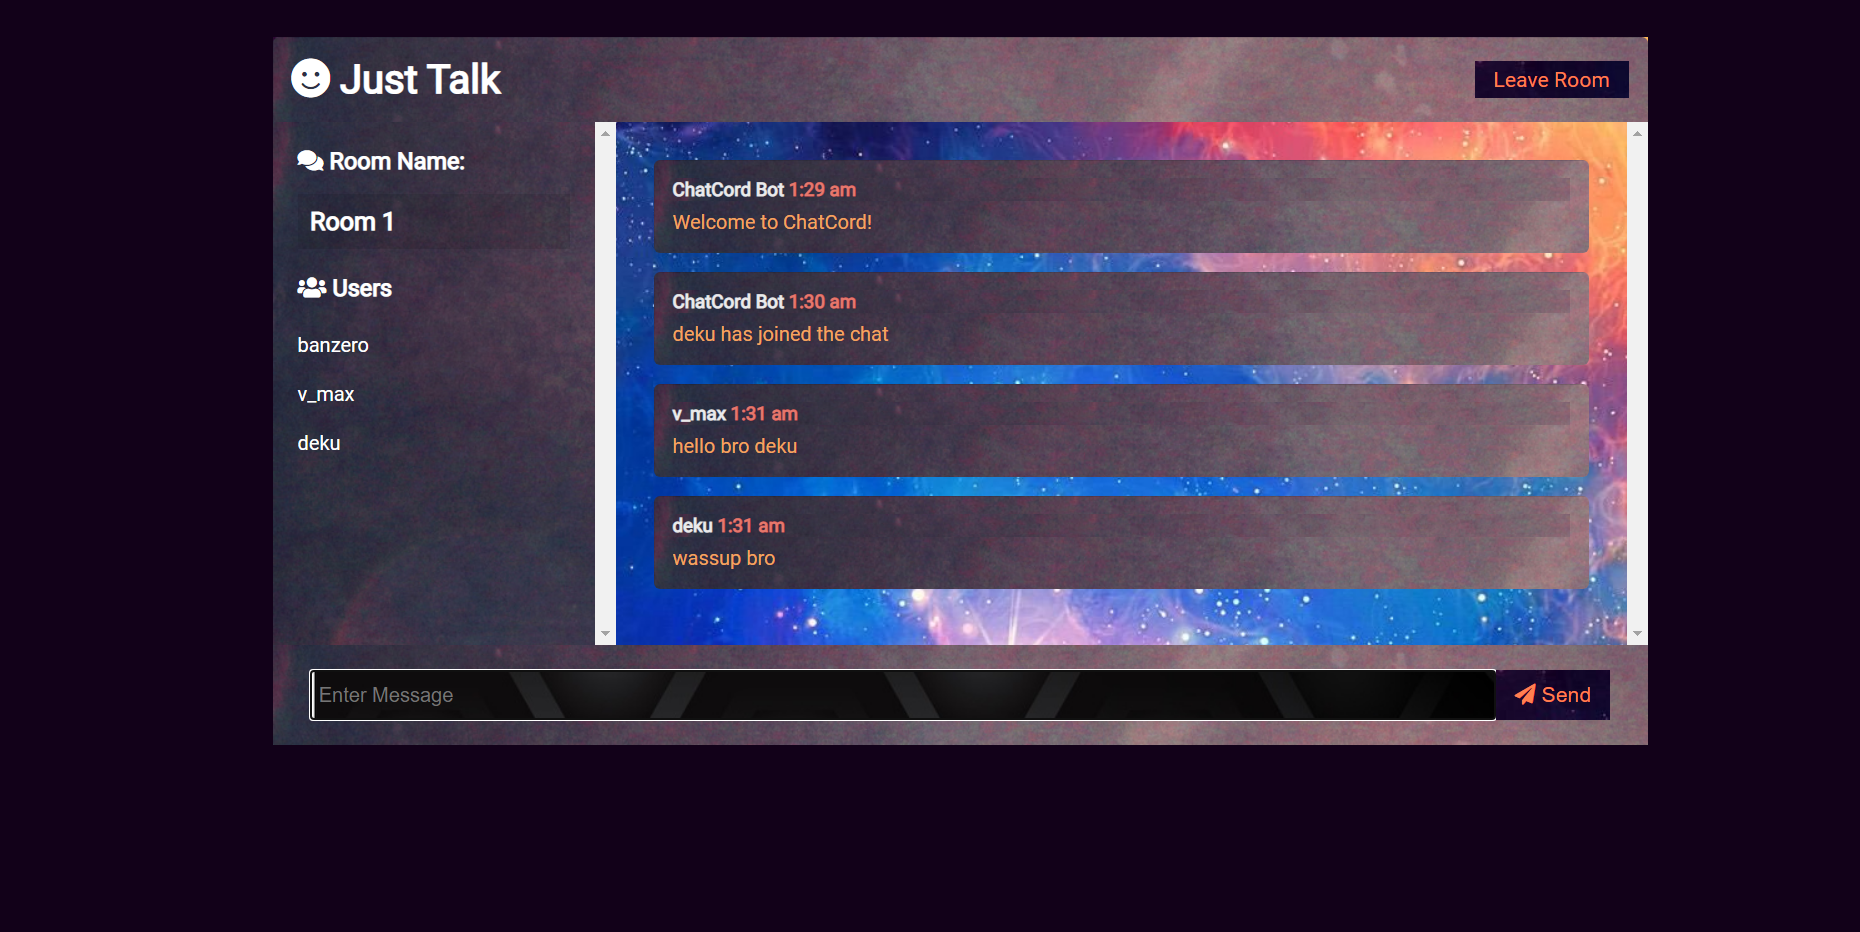 Just Talk
Leave Room
Room Name:
Room 1
Users
banzero
v_max
deku
ChatCord Bot 1:29 am
Welcome to ChatCord!
ChatCord Bot 1:30 am
deku has joined the chat
v_max 1:31 am
hello bro deku
deku 1:31 am
wassup bro
Enter Message
Send